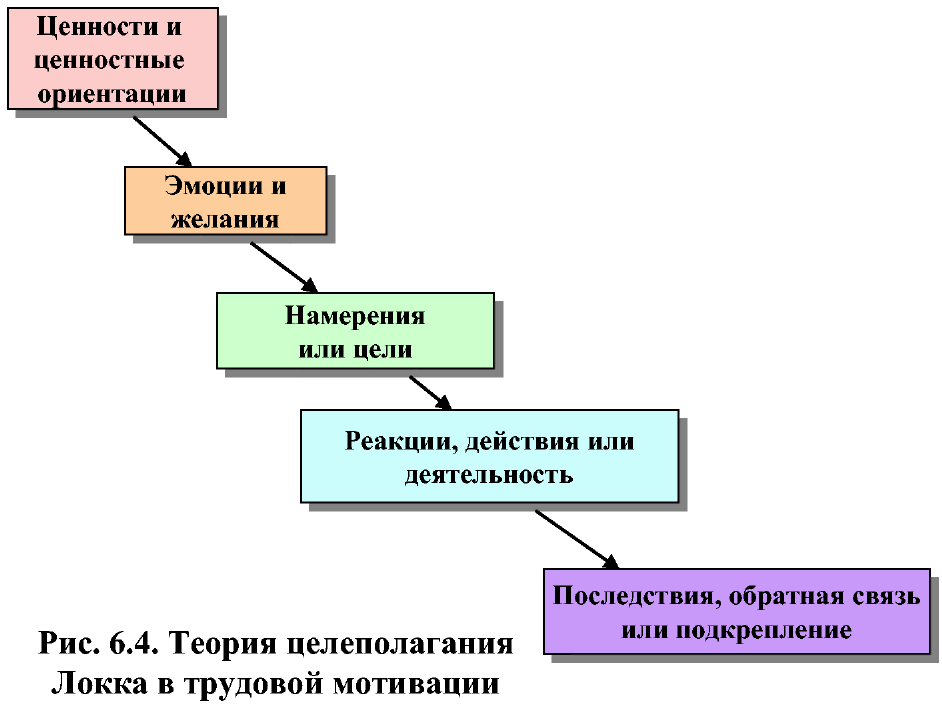 Ценности и
ценностные
ориентации
Эмоции и
желания
Намерения
или цели
Реакции, действия или
деятельность
Последствия, обратная связь
или подкрепление
Рис. 6.4. Теория целеполагания
Локка в трудовой мотивации